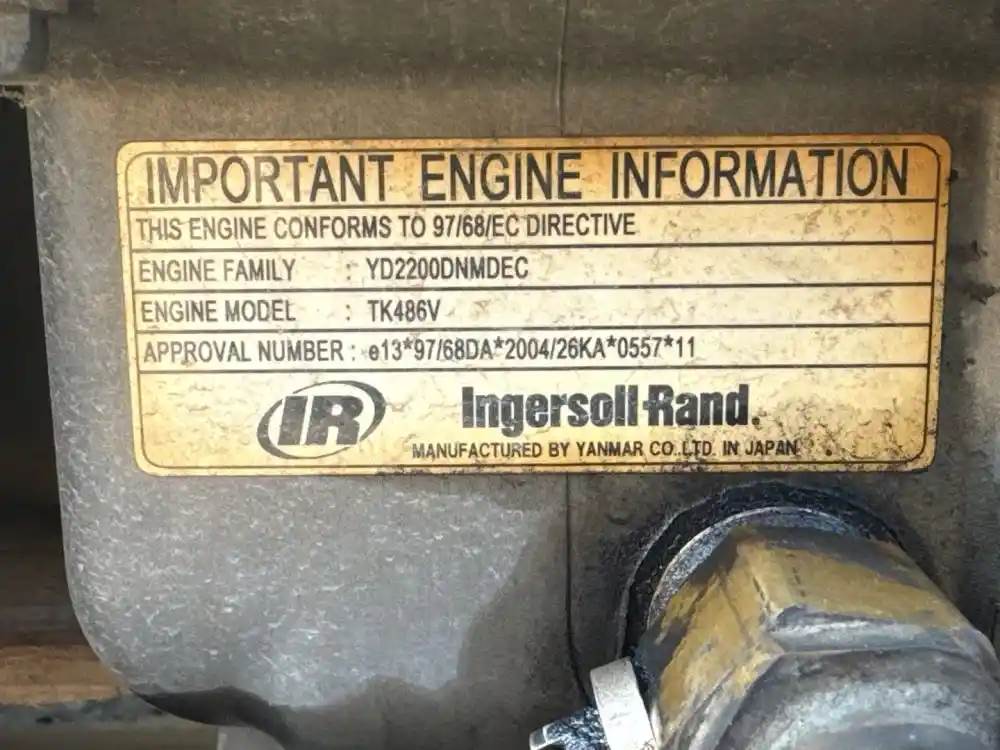 IMPORTANT ENGINE INFORMATION
THIS ENGINE CONFORMS TO 97/68/EC DIRECTIVE
ENGINE FAMILY : YD2200DNMDEC
ENGINE MODEL : TK486V
APPROVAL NUMBER : e13*97/68DA*2004/26KA*0557*11
IR Ingersoll-Rand.
MANUFACTURED BY YANMAR CO.,LTD. IN JAPAN